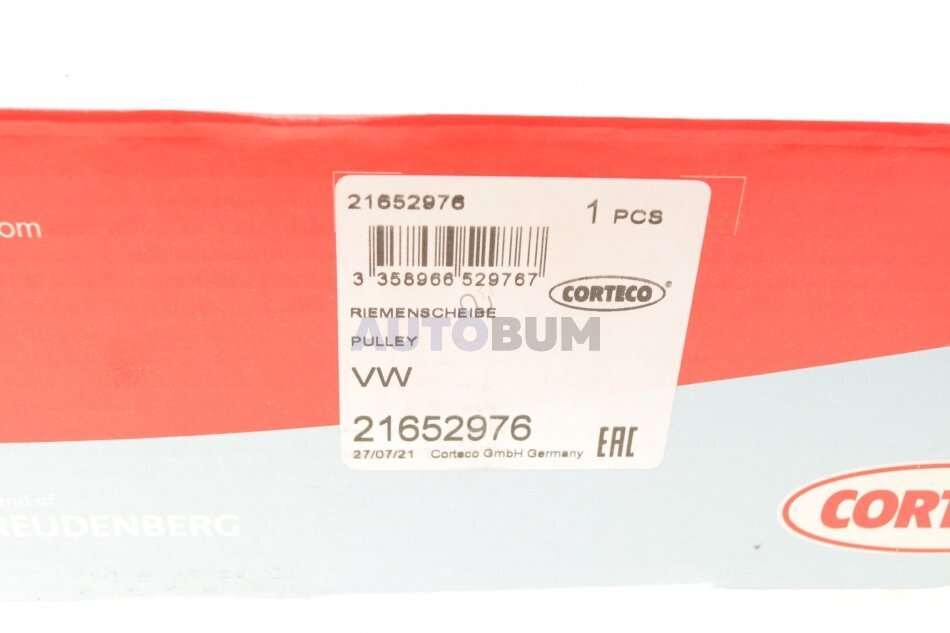 om
21652976
1 PCS
3 358966 529767
CORTECO®
RIEMENSCHEIBE
AUTOBUM
PULLEY
VW
21652976
27/07/21 Corteco GmbH Germany
EAC
and of
REUDENBERG
CORT